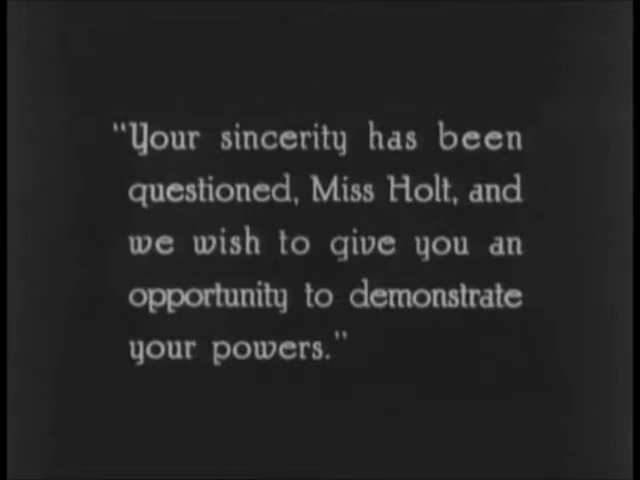 "Your sincerity has been
questioned, Miss Holt, and
we wish to give you an
opportunity to demonstrate
your powers."